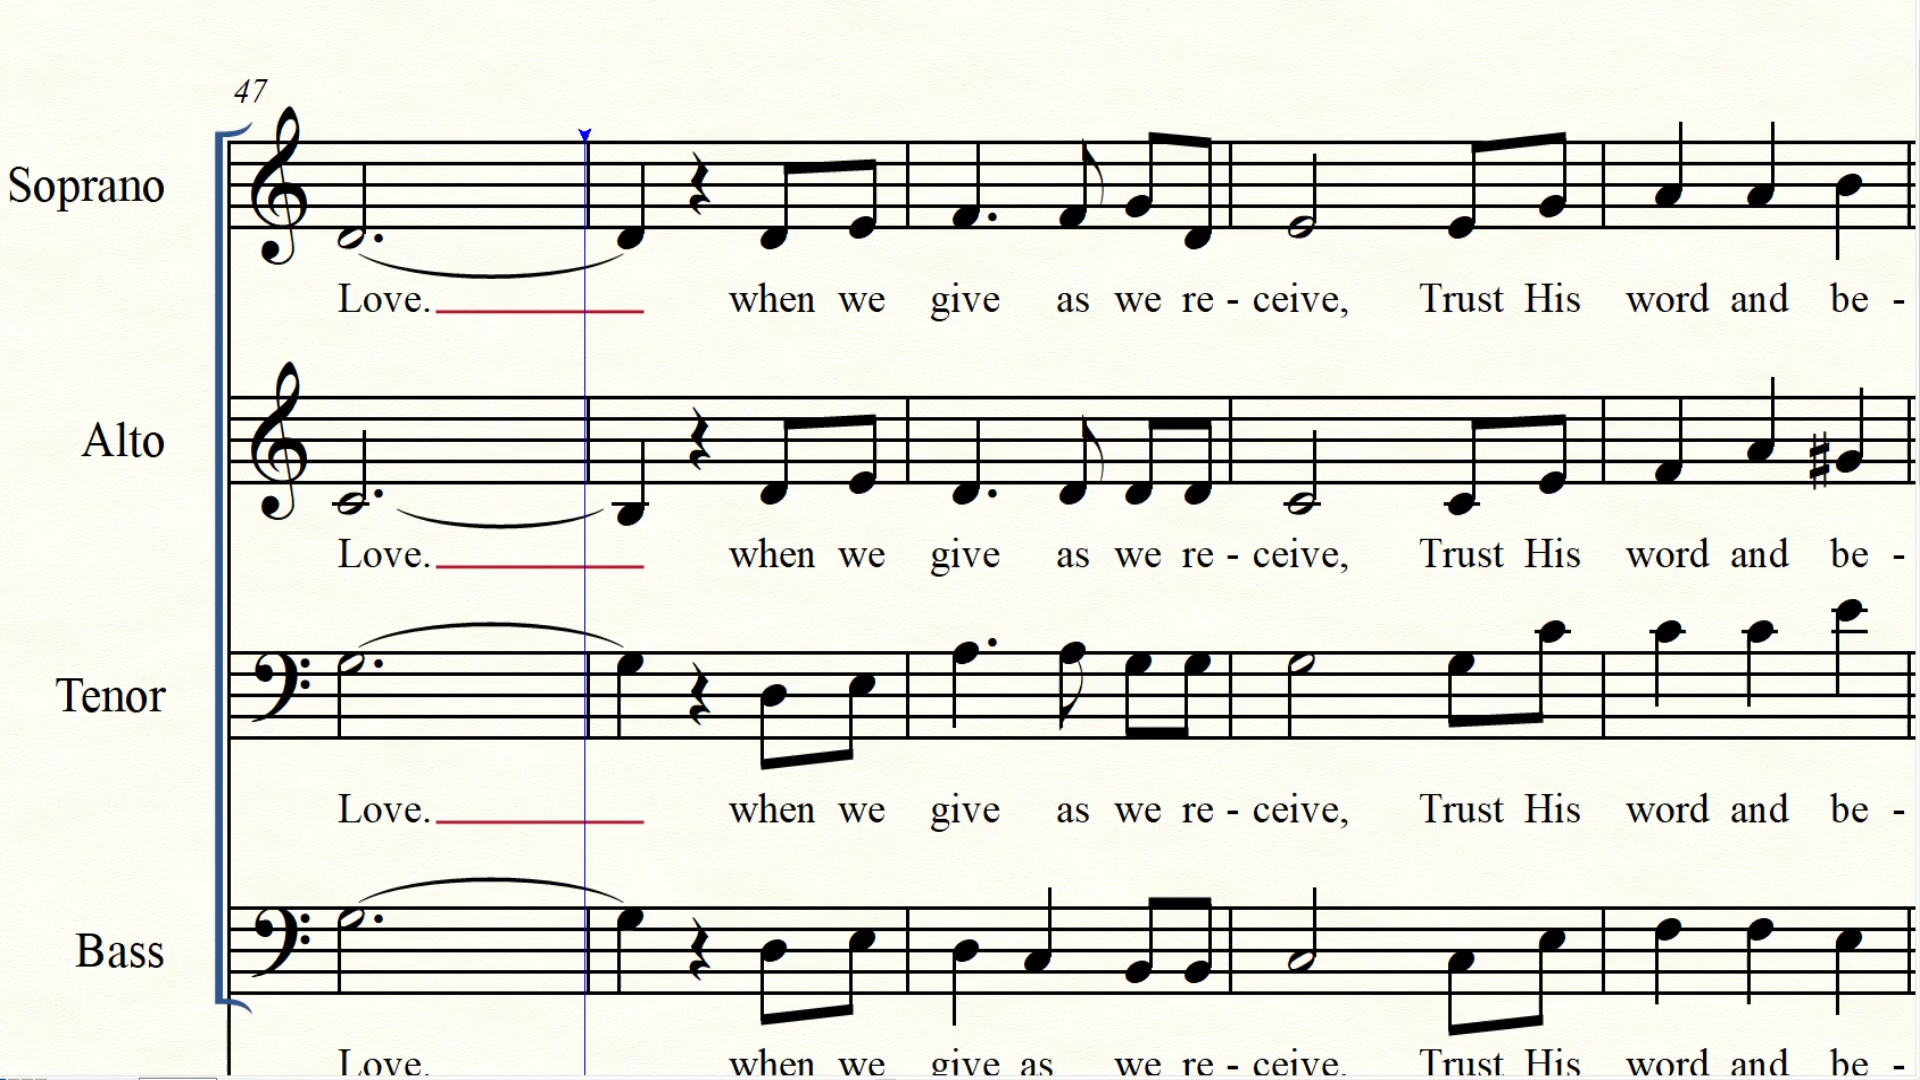 47
Soprano
Love. when we give as we re - ceive, Trust His word and be -
Alto
Love. when we give as we re - ceive, Trust His word and be -
Tenor
Love. when we give as we re - ceive, Trust His word and be -
Bass
Love. when we give as we re - ceive. Trust His word and be -